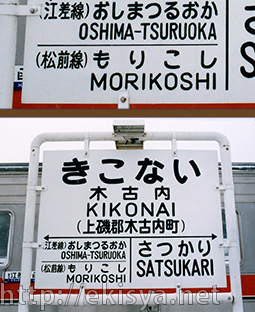 (江差線)おしまつるおか
OSHIMA-TSURUOKA
(松前線)もりこし
MORIKOSHI
さ
S
きこない
木古内
KIKONAI
(上磯郡木古内町)
(江差線)おしまつるおか
OSHIMA-TSURUOKA
(松前線)もりこし
MORIKOSHI
さつかり
SATSUKARI
http://ekisya.net